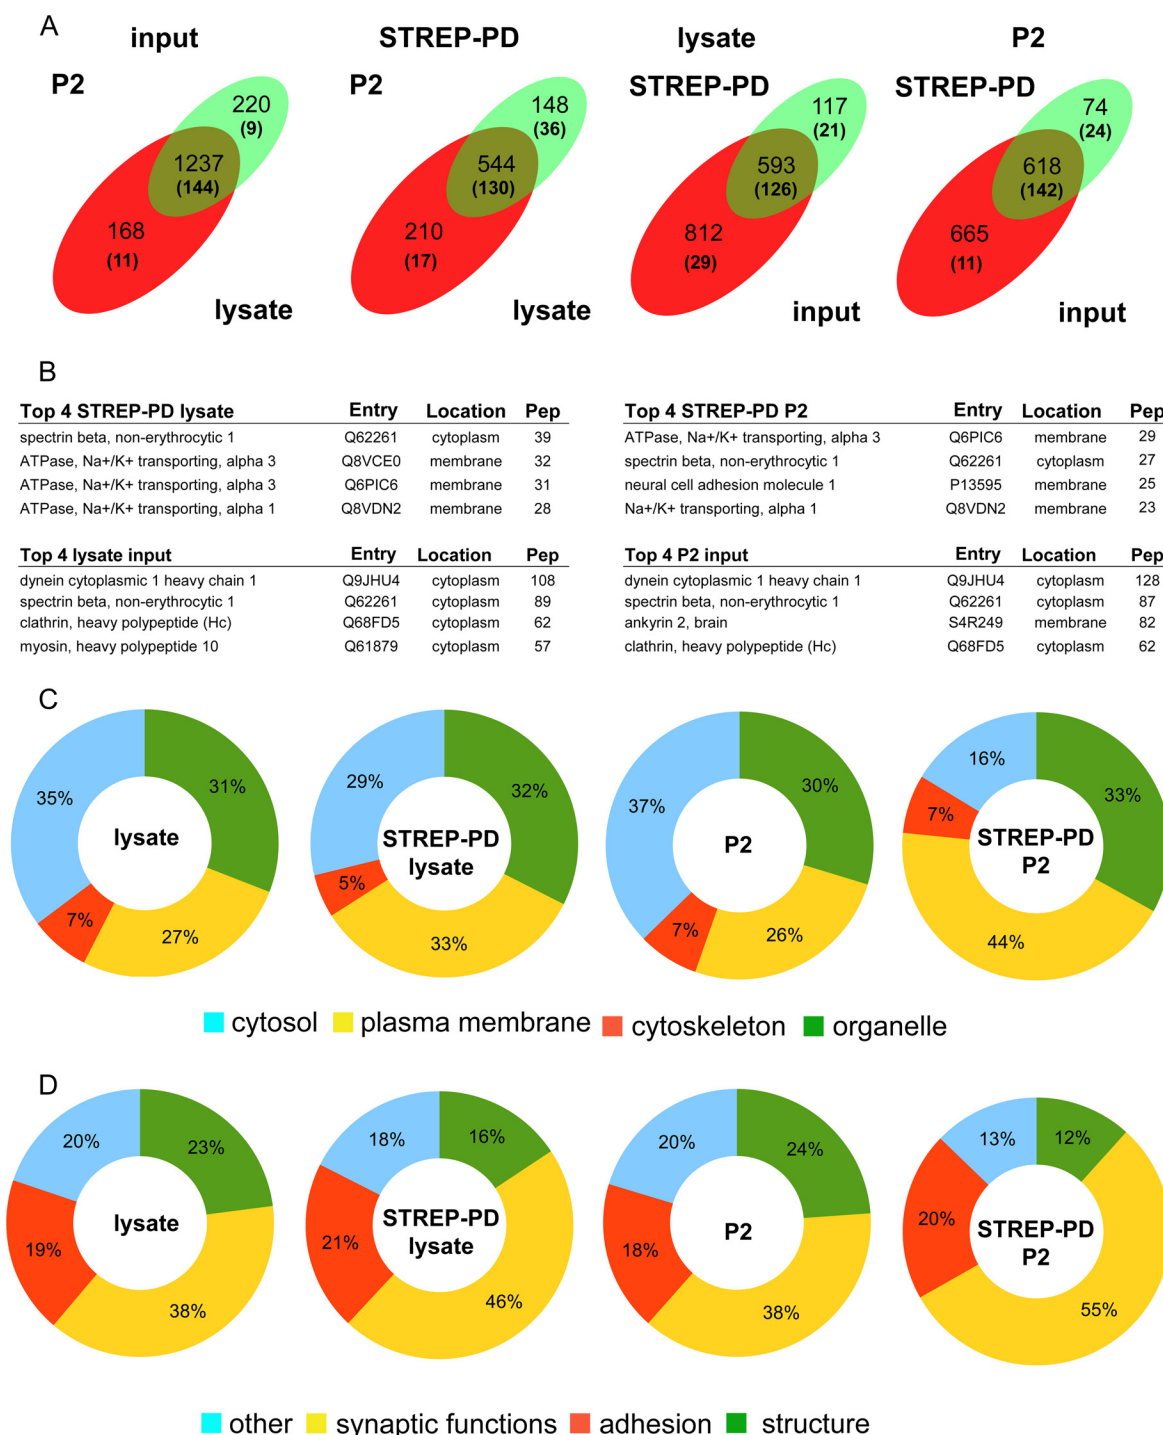 A
input
STREP-PD
lysate
P2
P2
P2
STREP-PD
STREP-PD
220
(9)
1237
(144)
168
(11)
lysate
148
(36)
544
(130)
210
(17)
lysate
117
(21)
593
(126)
812
(29)
input
74
(24)
618
(142)
665
(11)
input
B
Top 4 STREP-PD lysate Entry Location Pep
spectrin beta, non-erythrocytic 1 Q62261 cytoplasm 39
ATPase, Na+/K+ transporting, alpha 3 Q8VCE0 membrane 32
ATPase, Na+/K+ transporting, alpha 3 Q6PIC6 membrane 31
ATPase, Na+/K+ transporting, alpha 1 Q8VDN2 membrane 28
Top 4 STREP-PD P2 Entry Location Pep
ATPase, Na+/K+ transporting, alpha 3 Q6PIC6 membrane 29
spectrin beta, non-erythrocytic 1 Q62261 cytoplasm 27
neural cell adhesion molecule 1 P13595 membrane 25
Na+/K+ transporting, alpha 1 Q8VDN2 membrane 23
Top 4 lysate input Entry Location Pep
dynein cytoplasmic 1 heavy chain 1 Q9JHU4 cytoplasm 108
spectrin beta, non-erythrocytic 1 Q62261 cytoplasm 89
clathrin, heavy polypeptide (Hc) Q68FD5 cytoplasm 62
myosin, heavy polypeptide 10 Q61879 cytoplasm 57
Top 4 P2 input Entry Location Pep
dynein cytoplasmic 1 heavy chain 1 Q9JHU4 cytoplasm 128
spectrin beta, non-erythrocytic 1 Q62261 cytoplasm 87
ankyrin 2, brain S4R249 membrane 82
clathrin, heavy polypeptide (Hc) Q68FD5 cytoplasm 62
C
35%
31%
lysate
7%
27%
29%
32%
STREP-PD
lysate
5%
33%
37%
30%
P2
7%
26%
16%
33%
7%
STREP-PD
P2
44%
cytosol plasma membrane cytoskeleton organelle
D
20%
23%
lysate
19%
38%
18%
16%
STREP-PD
lysate
21%
46%
20%
24%
P2
18%
38%
13%
12%
20%
STREP-PD
P2
55%
other synaptic functions adhesion structure